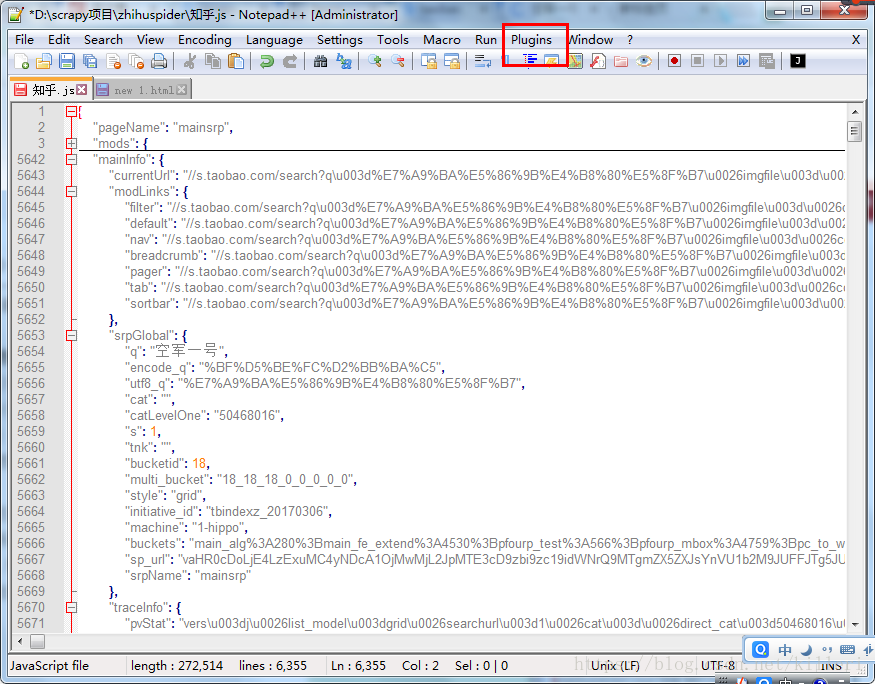 *D:\scrapy项目\zhihuspider\知乎.js - Notepad++ [Administrator]
File Edit Search View Encoding Language Settings Tools Macro Run Plugins Window ? X
知乎.js new 1.html
1 {
2 "pageName": "mainsrp",
3 "mods": {
5642 "mainInfo": {
5643 "currentUrl": "//s.taobao.com/search?q\u003d%E7%A9%BA%E5%86%9B%E4%B8%80%E5%8F%B7\u0026imgfile\u003d\u0026
5644 "modLinks": {
5645 "filter": "//s.taobao.com/search?q\u003d%E7%A9%BA%E5%86%9B%E4%B8%80%E5%8F%B7\u0026imgfile\u003d\u0026c
5646 "default": "//s.taobao.com/search?q\u003d%E7%A9%BA%E5%86%9B%E4%B8%80%E5%8F%B7\u0026imgfile\u003d\u002
5647 "nav": "//s.taobao.com/search?q\u003d%E7%A9%BA%E5%86%9B%E4%B8%80%E5%8F%B7\u0026imgfile\u003d\u0026c
5648 "breadcrumb": "//s.taobao.com/search?q\u003d%E7%A9%BA%E5%86%9B%E4%B8%80%E5%8F%B7\u0026imgfile\u003d
5649 "pager": "//s.taobao.com/search?q\u003d%E7%A9%BA%E5%86%9B%E4%B8%80%E5%8F%B7\u0026imgfile\u003d\u0026
5650 "tab": "//s.taobao.com/search?q\u003d%E7%A9%BA%E5%86%9B%E4%B8%80%E5%8F%B7\u0026imgfile\u003d\u0026c
5651 "sortbar": "//s.taobao.com/search?q\u003d%E7%A9%BA%E5%86%9B%E4%B8%80%E5%8F%B7\u0026imgfile\u003d\u00
5652 },
5653 "srpGlobal": {
5654 "q": "空军一号",
5655 "encode_q": "%BF%D5%BE%FC%D2%BB%BA%C5",
5656 "utf8_q": "%E7%A9%BA%E5%86%9B%E4%B8%80%E5%8F%B7",
5657 "cat": "",
5658 "catLevelOne": "50468016",
5659 "s": 1,
5660 "tnk": "",
5661 "bucketid": 18,
5662 "multi_bucket": "18_18_18_0_0_0_0_0",
5663 "style": "grid",
5664 "initiative_id": "tbindexz_20170306",
5665 "machine": "1-hippo",
5666 "buckets": "main_alg%3A280%3Bmain_fe_extend%3A4530%3Bpfourp_test%3A566%3Bpfourp_mbox%3A4759%3Bpc_to_w
5667 "sp_url": "vaHR0cDoLjE4LzExuMC4yNDcA1OjMwMjL2JpMTE3cD9zbi9zc19idWNrQ9MTgmZX5ZXJsYnVU1b2M9JUFFJTg5JU
5668 "srpName": "mainsrp"
5669 },
5670 "traceInfo": {
5671 "pvStat": "vers\u003dj\u0026list_model\u003dgrid\u0026searchurl\u003d1\u0026cat\u003d\u0026direct_cat\u003d50468016\u
中
JavaScript file length : 272,514 lines : 6,355 Ln : 6,355 Col : 2 Sel : 0 | 0 Unix (LF) UTF-8 INS